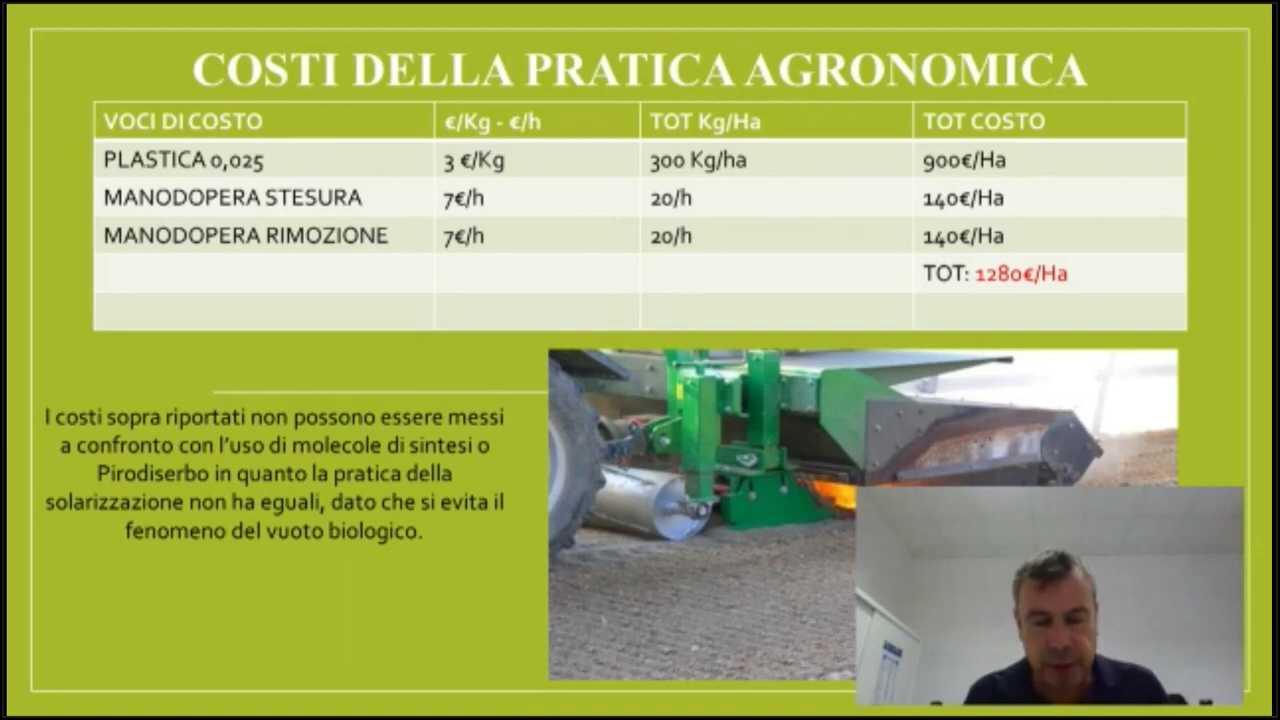 COSTI DELLA PRATICA AGRONOMICA
VOCI DI COSTO €/Kg - €/h TOT Kg/Ha TOT COSTO
PLASTICA 0,025 3 €/Kg 300 Kg/ha 900€/Ha
MANODOPERA STESURA 7€/h 20/h 140€/Ha
MANODOPERA RIMOZIONE 7€/h 20/h 140€/Ha
TOT: 1280€/Ha
I costi sopra riportati non possono essere messi
a confronto con l'uso di molecole di sintesi o
Pirodiserbo in quanto la pratica della
solarizzazione non ha eguali, dato che si evita il
fenomeno del vuoto biologico.